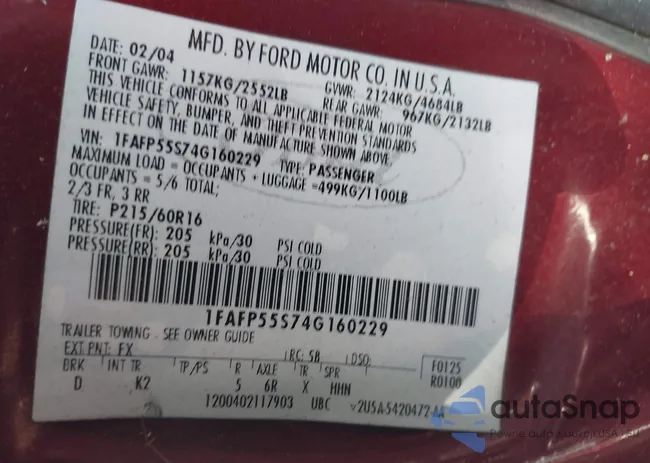 MFD. BY FORD MOTOR CO. IN U.S.A.
DATE: 02/04 GVWR: 2124KG/4684LB
FRONT GAWR: 1157KG/2552LB REAR GAWR: 967KG/2132LB
THIS VEHICLE CONFORMS TO ALL APPLICABLE FEDERAL MOTOR
VEHICLE SAFETY, BUMPER, AND THEFT PREVENTION STANDARDS
IN EFFECT ON THE DATE OF MANUFACTURE SHOWN ABOVE.
VIN: 1FAFP55S74G160229 TYPE: PASSENGER
MAXIMUM LOAD = OCCUPANTS + LUGGAGE =499KG/1100LB
OCCUPANTS = 5/6 TOTAL;
2/3 FR, 3 RR
TIRE: P215/60R16
PRESSURE(FR): 205 kPa/30 PSI COLD
PRESSURE(RR): 205 kPa/30 PSI COLD
1FAFP55S74G160229
TRAILER TOWING - SEE OWNER GUIDE
EXT PNT: FX RC: 58 DSO: F0125
BRK INT TR TP/PS R AXLE TR SPR R0100
D K2 5 6R X HHN
1200402117903 UBC
autoSnap